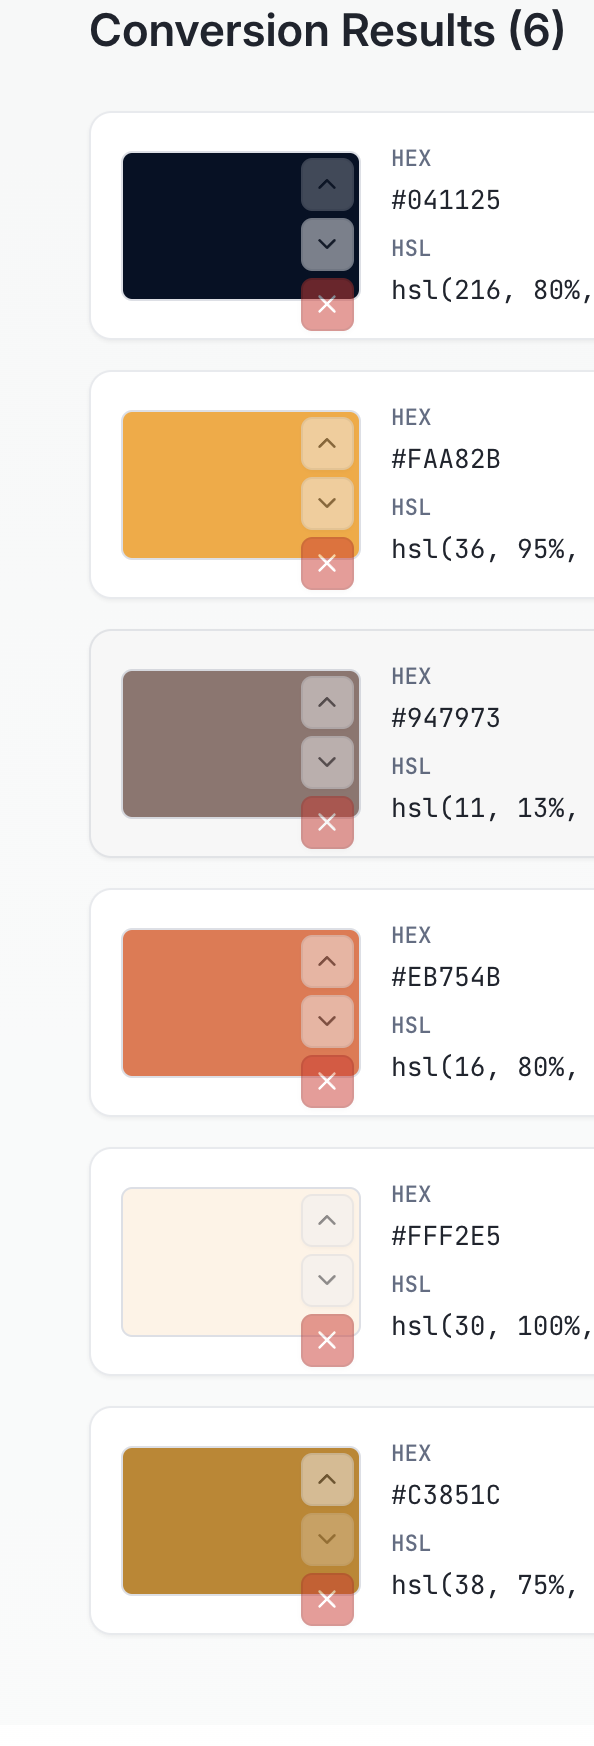 Conversion Results (6)
HEX
#041125
HSL
hsl(216, 80%,
HEX
#FAA82B
HSL
hsl(36, 95%,
HEX
#947973
HSL
hsl(11, 13%,
HEX
#EB754B
HSL
hsl(16, 80%,
HEX
#FFF2E5
HSL
hsl(30, 100%,
HEX
#C3851C
HSL
hsl(38, 75%,